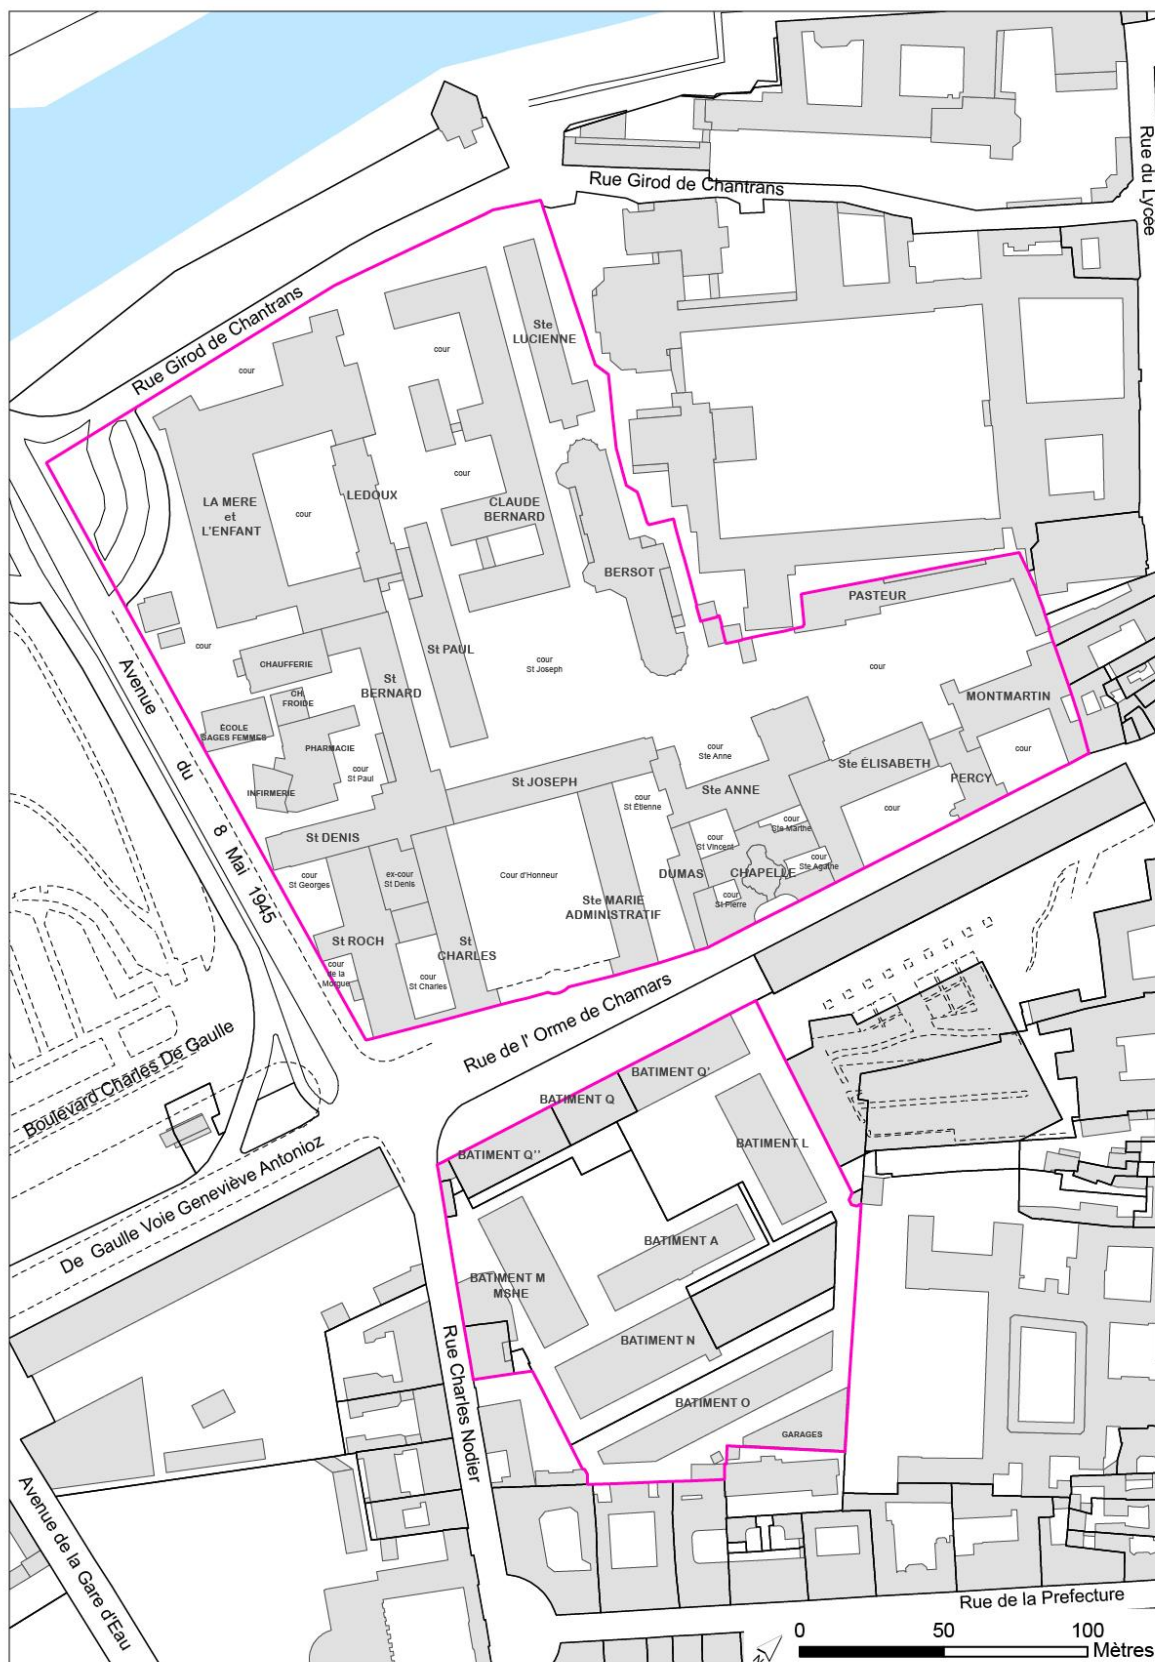 Rue du Lycée
Rue Girod de Chantrans
Rue Girod de Chantrans
Ste
LUCIENNE
cour
cour
LA MERE
et
L'ENFANT
LEDOUX
cour
cour
CLAUDE
BERNARD
BERSOT
PASTEUR
cour
CHAUFFERIE
St PAUL
cour
St Joseph
cour
St
BERNARD
CH
FROIDE
MONTMARTIN
ÉCOLE
SAGES FEMMES
PHARMACIE
cour
St Paul
cour
Ste Anne
cour
Ste ÉLISABETH
PERCY
INFIRMERIE
St JOSEPH
Ste ANNE
cour
St Etienne
cour
St DENIS
cour
St Vincent
cour
Ste Marthe
cour
Ste Agathe
cour
St Georges
ex-cour
St Denis
Cour d'Honneur
DUMAS
CHAPELLE
cour
St Pierre
Ste MARIE
ADMINISTRATIF
St ROCH
St
CHARLES
cour
de la
Morgue
cour
St Charles
Avenue du 8 Mai 1945
Rue de l' Orme de Chamars
Boulevard Charles De Gaulle
De Gaulle Voie Geneviève Antonioz
BATIMENT Q'
BATIMENT Q
BATIMENT Q''
BATIMENT L
BATIMENT A
BATIMENT M
MSHE
BATIMENT N
BATIMENT O
GARAGES
Rue Charles Nodier
Avenue de la Gare d'Eau
Rue de la Prefecture
N
0 50 100
Mètres